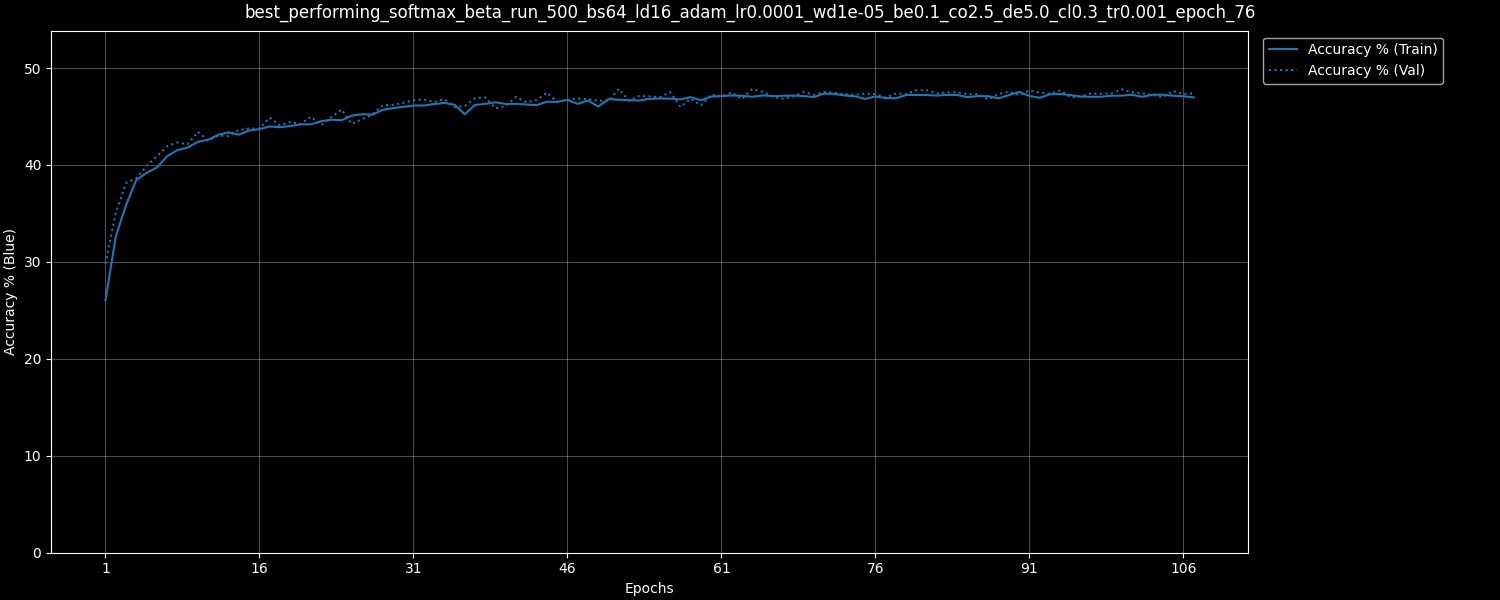 best_performing_softmax_beta_run_500_bs64_ld16_adam_lr0.0001_wd1e-05_be0.1_co2.5_de5.0_cl0.3_tr0.001_epoch_76
Accuracy % (Train)
Accuracy % (Val)
Accuracy % (Blue)
50
40
30
20
10
0
1 16 31 46 61 76 91 106
Epochs